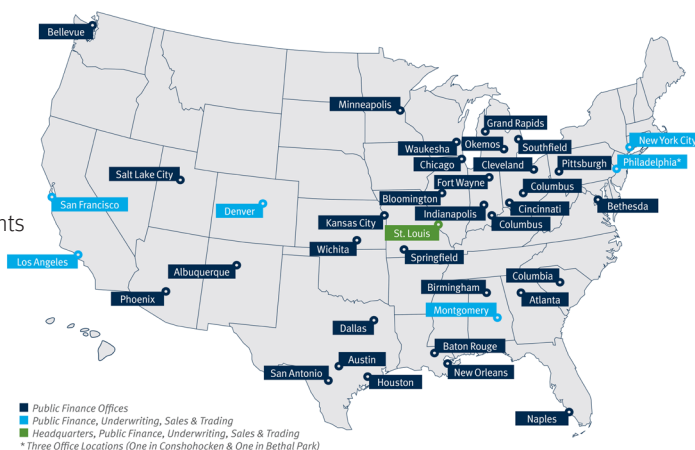 Bellevue
Minneapolis
Grand Rapids
New York City
Waukesha
Okemos
Southfield
Chicago
Cleveland
Pittsburgh
Philadelphia*
Salt Lake City
Fort Wayne
Columbus
San Francisco
Denver
Bloomington
Bethesda
nts
Kansas City
Indianapolis
Cincinnati
Columbus
St. Louis
Wichita
Springfield
Los Angeles
Albuquerque
Columbia
Birmingham
Phoenix
Atlanta
Montgomery
Dallas
Baton Rouge
Austin
San Antonio
New Orleans
Houston
Naples
Public Finance Offices
Public Finance, Underwriting, Sales & Trading
Headquarters, Public Finance, Underwriting, Sales & Trading
* Three Office Locations (One in Conshohocken & One in Bethal Park)